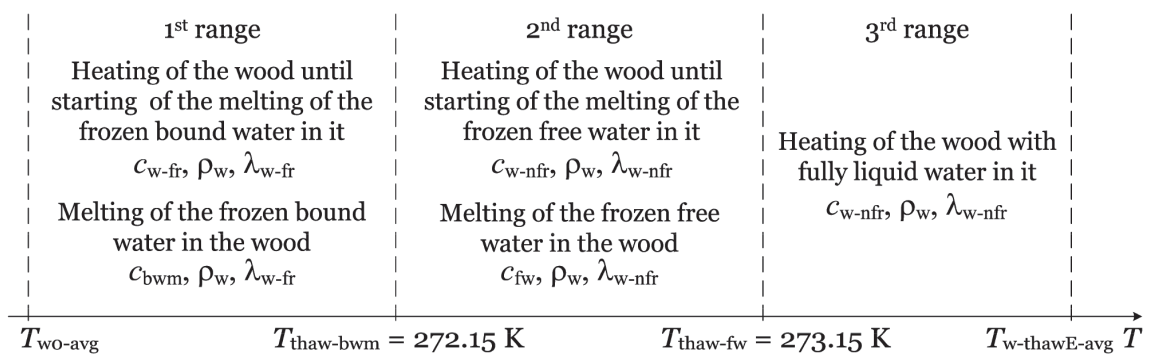 1st range
Heating of the wood until
starting of the melting of the
frozen bound water in it
cw-fr, ρw, λw-fr
Melting of the frozen bound
water in the wood
cbwm, ρw, λw-fr
2nd range
Heating of the wood until
starting of the melting of the
frozen free water in it
cw-nfr, ρw, λw-nfr
Melting of the frozen free
water in the wood
cfw, ρw, λw-nfr
3rd range
Heating of the wood with
fully liquid water in it
cw-nfr, ρw, λw-nfr
Tw0-avg
Tthaw-bwm = 272.15 K
Tthaw-fw = 273.15 K
Tw-thawE-avg
T